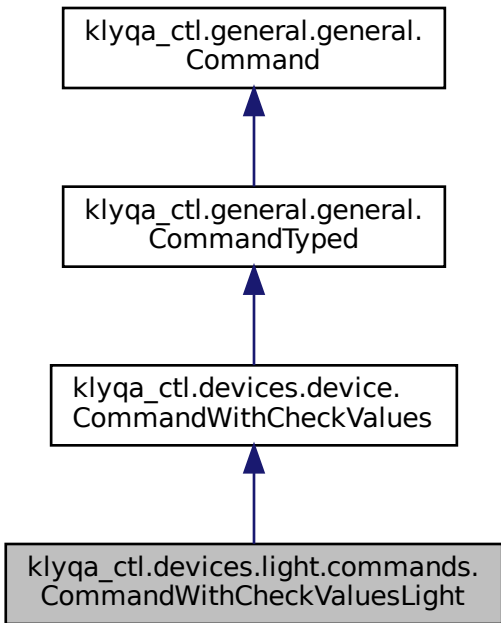 klyqa_ctl.general.general.
Command
klyqa_ctl.general.general.
CommandTyped
klyqa_ctl.devices.device.
CommandWithCheckValues
klyqa_ctl.devices.light.commands.
CommandWithCheckValuesLight